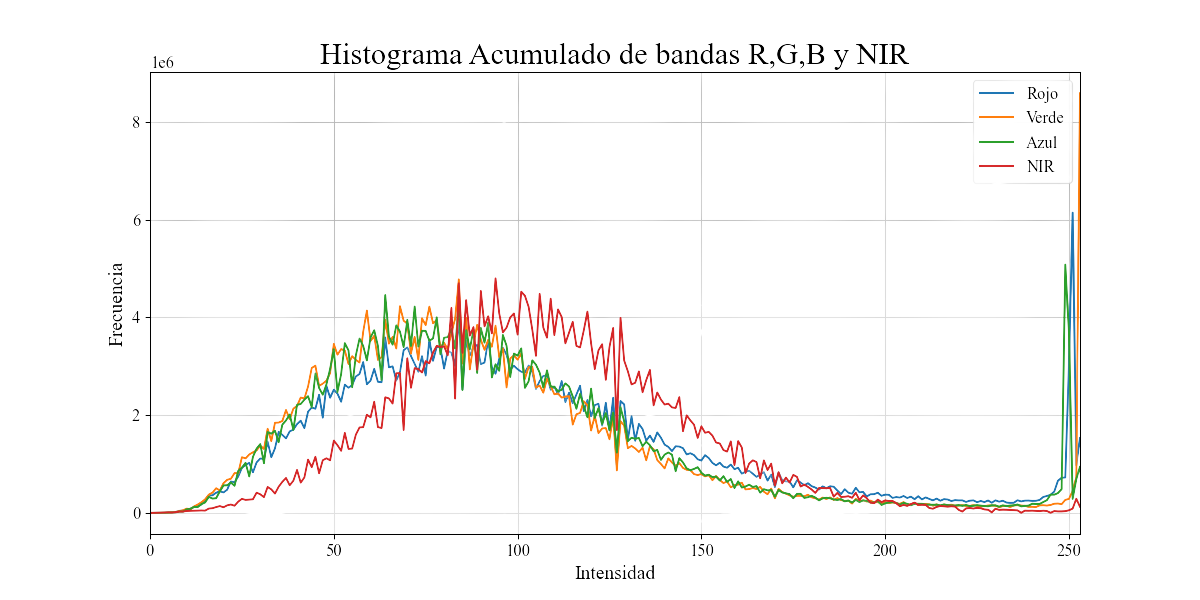 Histograma Acumulado de bandas R,G,B y NIR
1e6
Rojo
Verde
Azul
NIR
8
6
4
2
0
Frecuencia
0 50 100 150 200 250
Intensidad